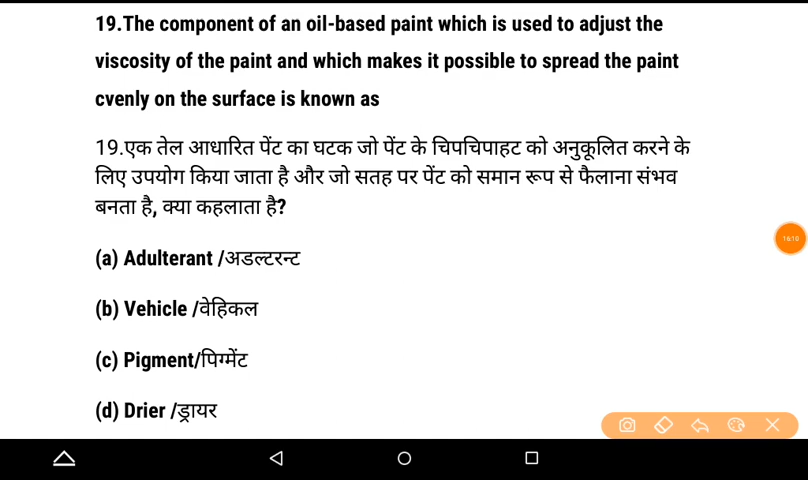 19.The component of an oil-based paint which is used to adjust the
viscosity of the paint and which makes it possible to spread the paint
cvenly on the surface is known as
19.एक तेल आधारित पेंट का घटक जो पेंट के चिपचिपाहट को अनुकूलित करने के
लिए उपयोग किया जाता है और जो सतह पर पेंट को समान रूप से फैलाना संभव
बनता है, क्या कहलाता है?
(a) Adulterant /अडल्टरन्ट
16:10
(b) Vehicle /वेहिकल
(c) Pigment/पिग्मेंट
(d) Drier /ड्रायर